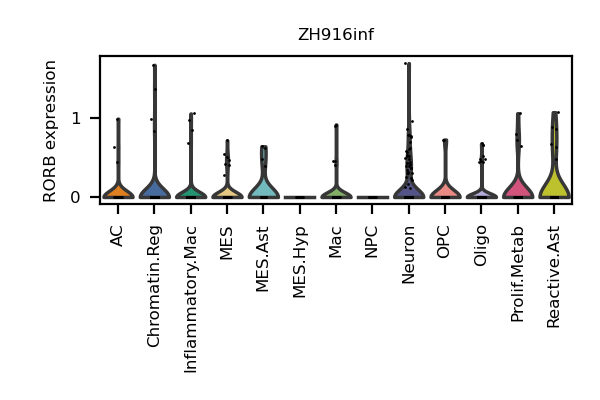 ZH916inf
RORB expression
1
0
AC
Chromatin.Reg
Inflammatory.Mac
MES
MES.Ast
MES.Hyp
Mac
NPC
Neuron
OPC
Oligo
Prolif.Metab
Reactive.Ast